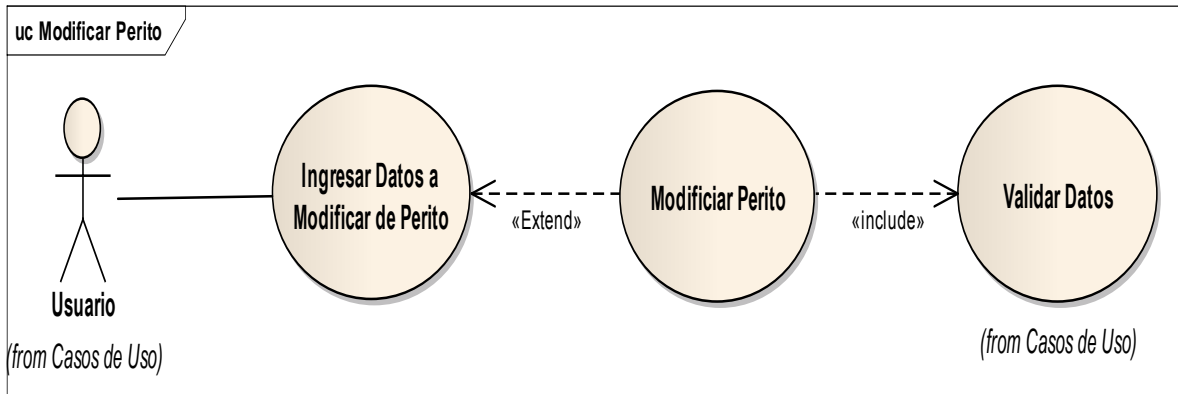 uc Modificar Perito
Ingresar Datos a
Modificar de Perito
«Extend»
Modificiar Perito
«include»
Validar Datos
Usuario
(from Casos de Uso)
(from Casos de Uso)